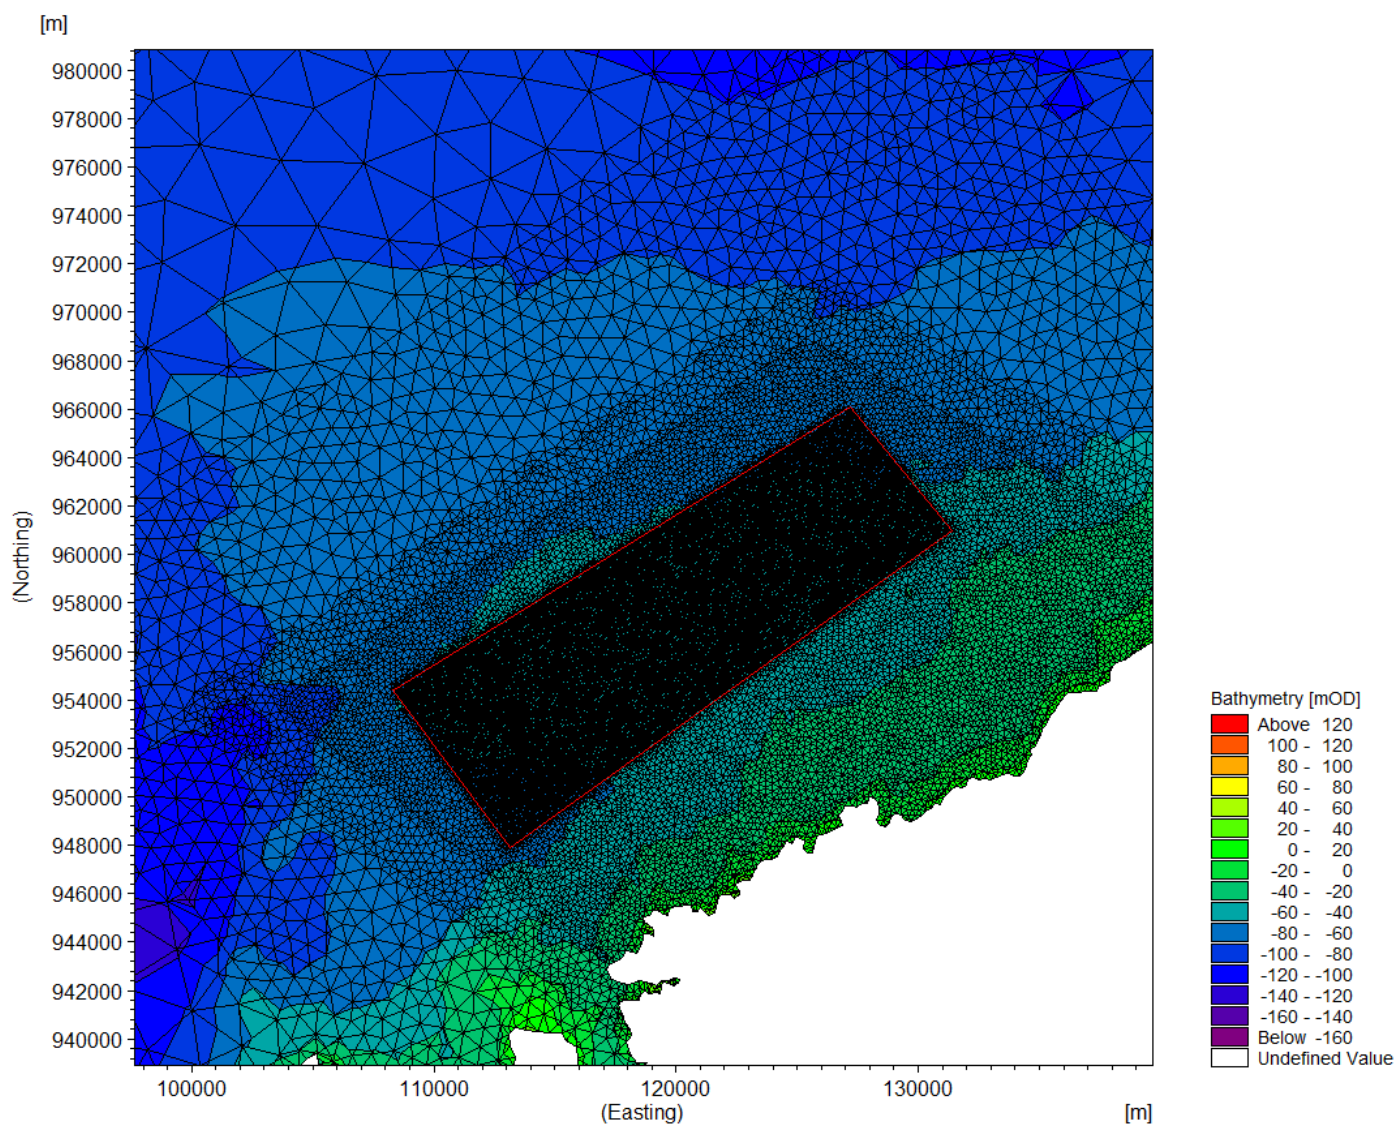 [m]
980000
978000
976000
974000
972000
970000
968000
966000
964000
962000
960000
958000
956000
954000
952000
950000
948000
946000
944000
942000
940000
(Northing)
100000
110000
120000
130000
(Easting)
[m]
Bathymetry [mOD]
Above 120
100 - 120
80 - 100
60 - 80
40 - 60
20 - 40
0 - 20
-20 - 0
-40 - -20
-60 - -40
-80 - -60
-100 - -80
-120 - -100
-140 - -120
-160 - -140
Below -160
Undefined Value